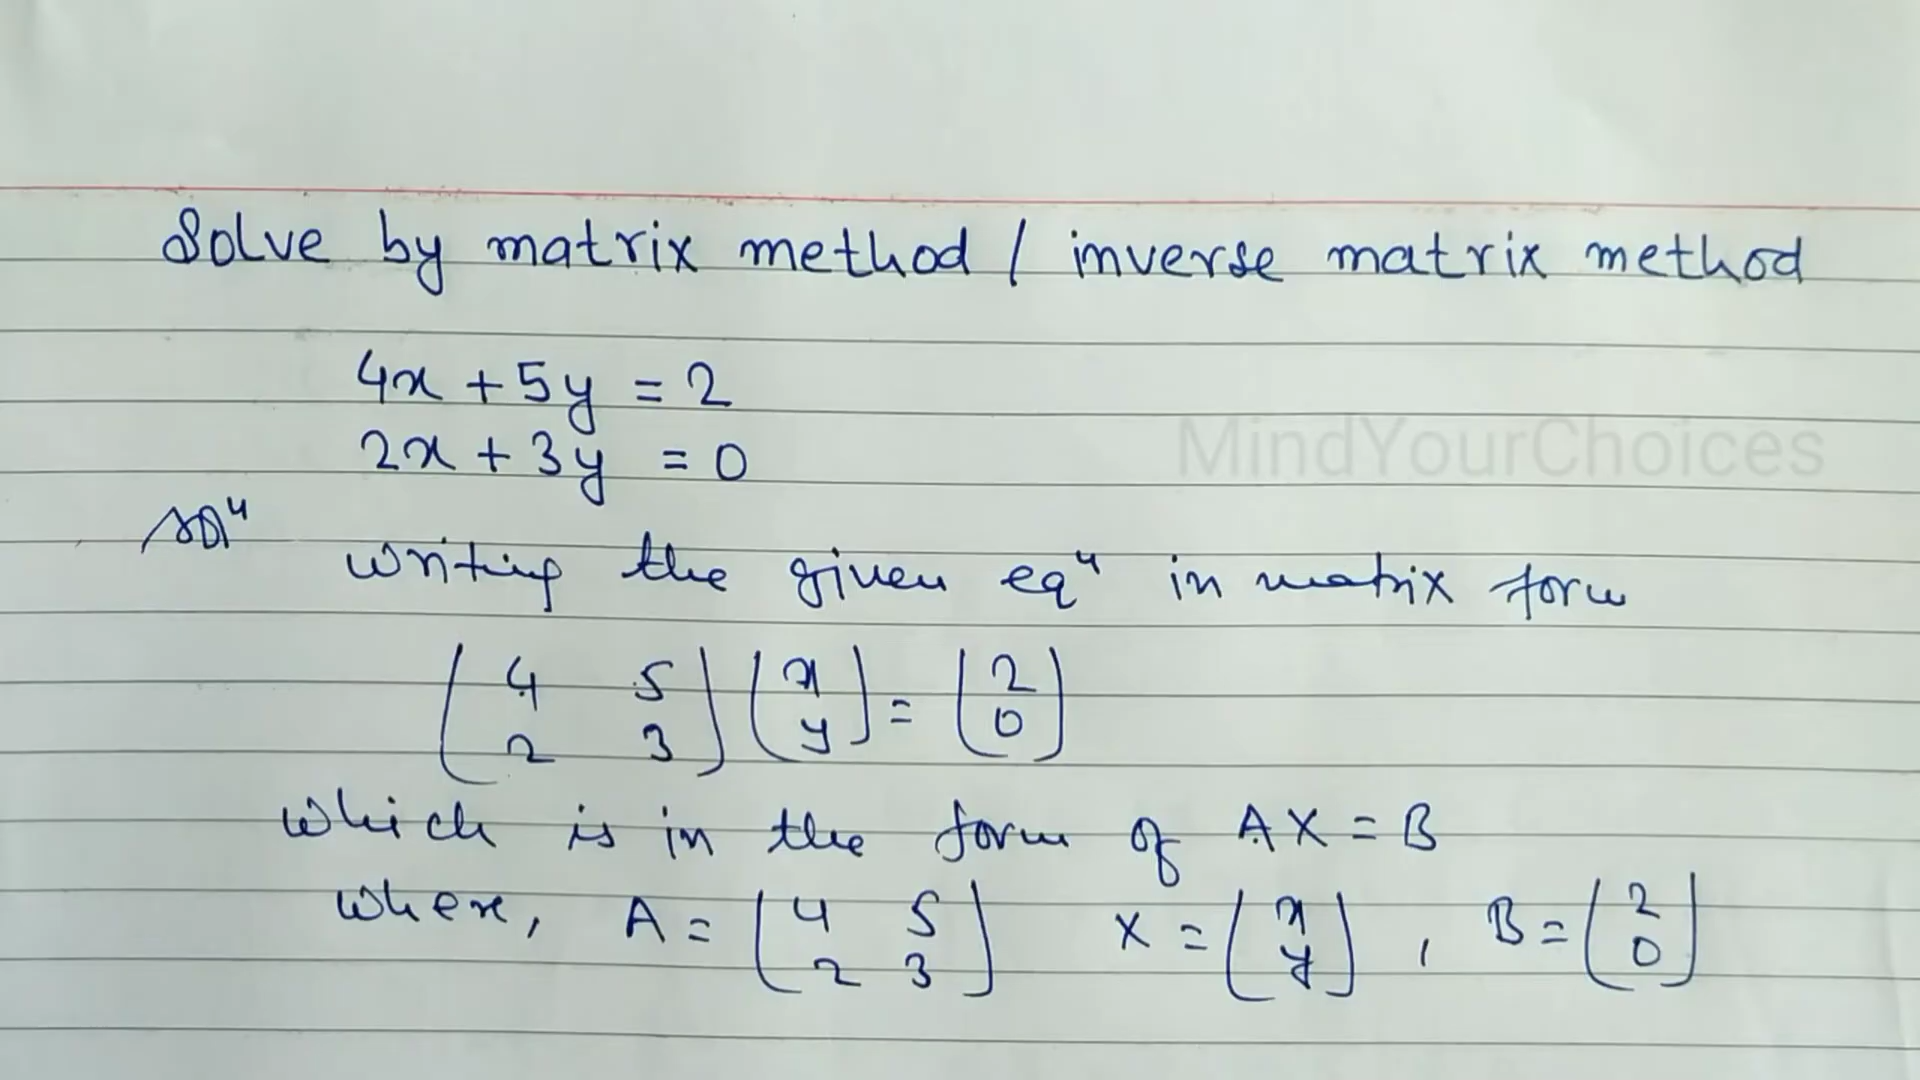 Solve by matrix method / inverse matrix method
4x + 5y = 2
MindYourChoices
2x + 3y = 0
solⁿ
writing the given eqⁿ in matrix form
( 4 5 ) ( x ) = ( 2 )
( 2 3 ) ( y ) ( 0 )
which is in the form of AX = B
where, A = ( 4 5 ) X = ( x ) , B = ( 2 )
( 2 3 ) ( y ) ( 0 )